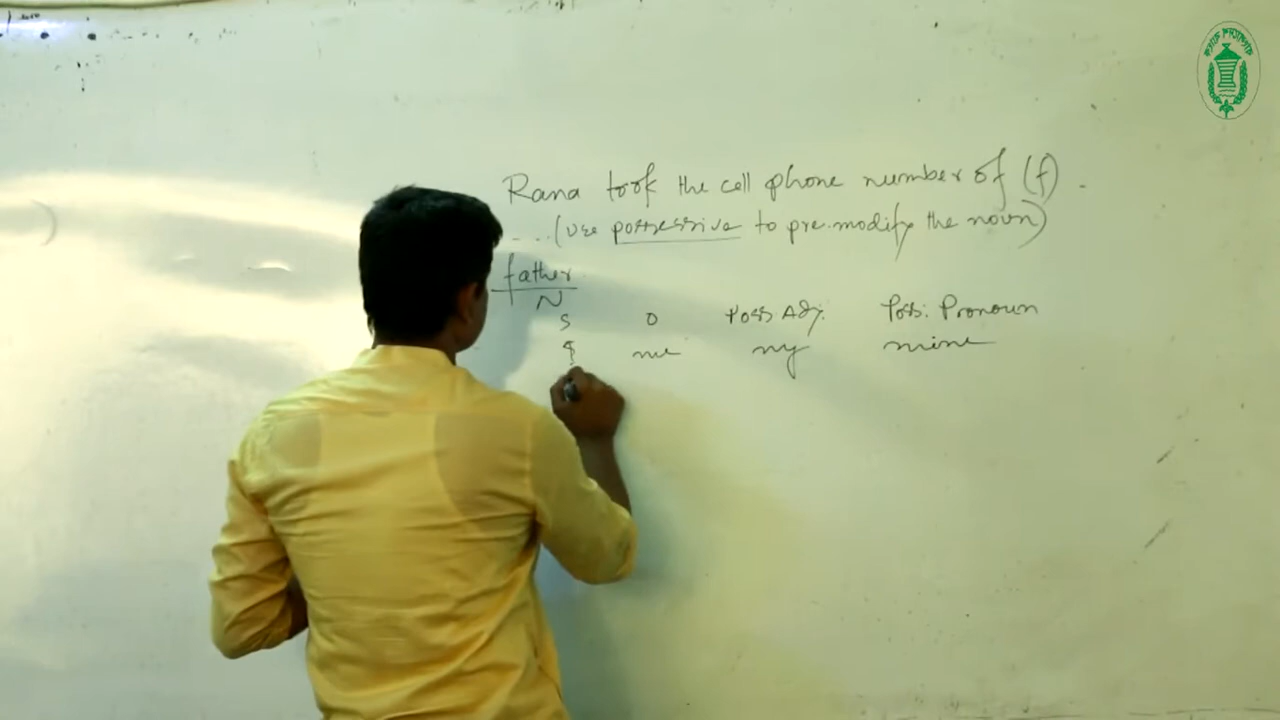 Rana took the cell phone number of (f).
....(use possessive to pre-modify the noun)
father
N
S O Poss Adj. Poss: Pronoun
I me my mine